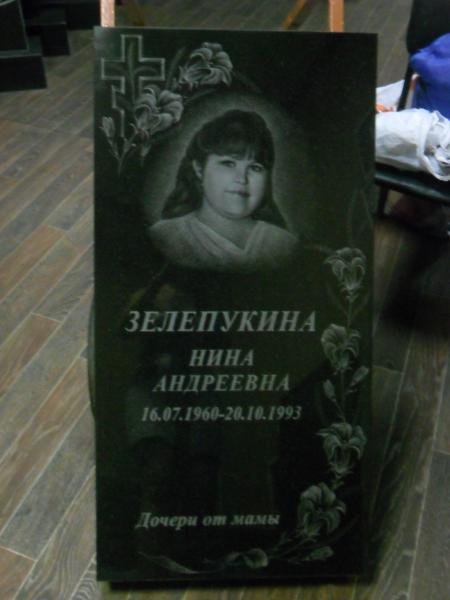 ЗЕЛЕПУКИНА
НИНА
АНДРЕЕВНА
16.07.1960-20.10.1993
Дочери от мамы